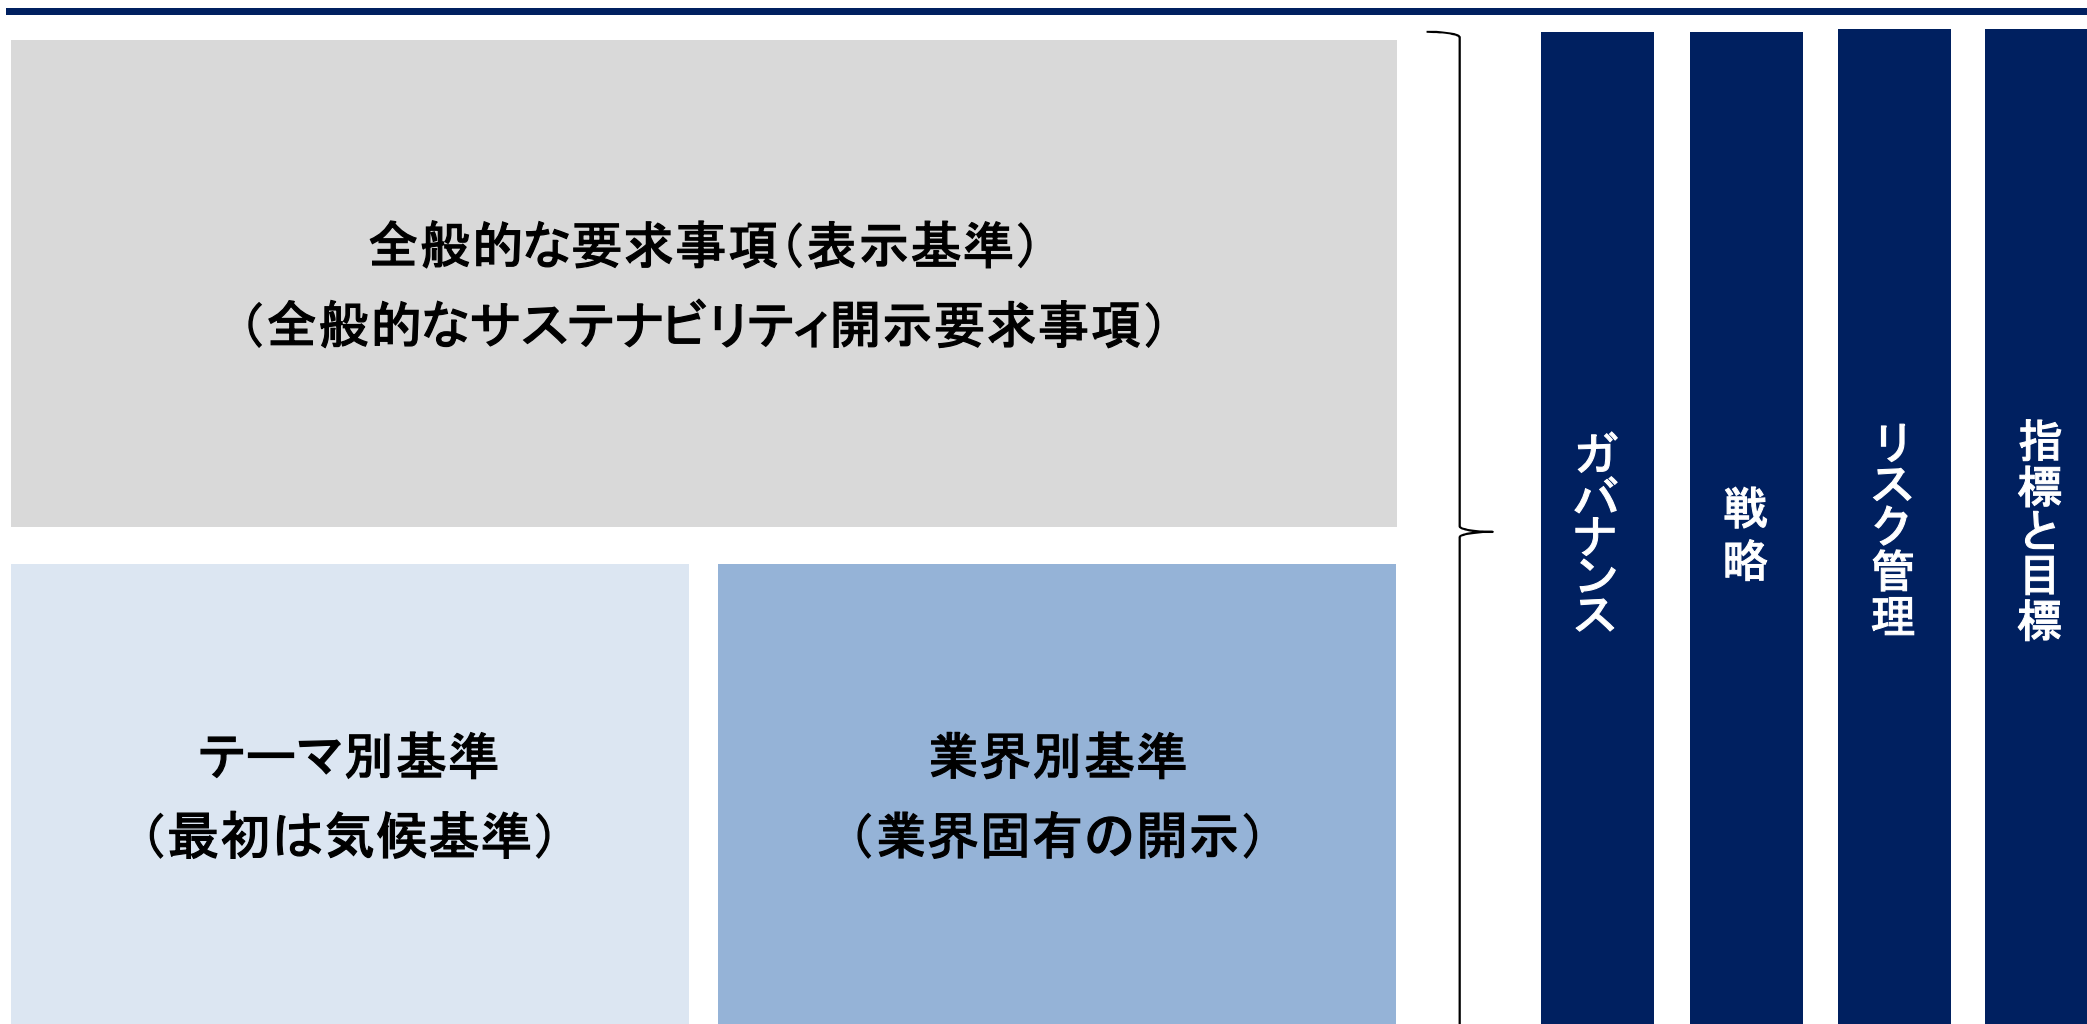 全般的な要求事項（表示基準）
（全般的なサステナビリティ開示要求事項）
テーマ別基準
（最初は気候基準）
業界別基準
（業界固有の開示）
ガバナンス
戦略
リスク管理
指標と目標